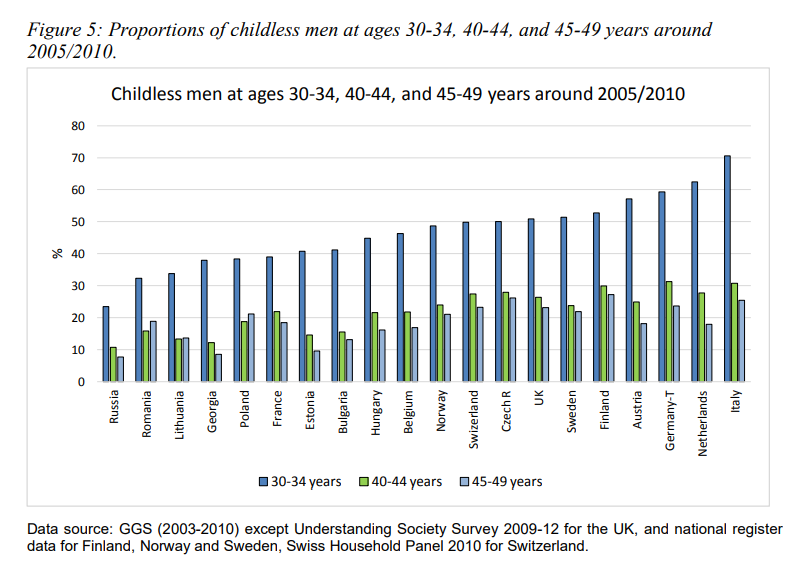 Figure 5: Proportions of childless men at ages 30-34, 40-44, and 45-49 years around
2005/2010.
Childless men at ages 30-34, 40-44, and 45-49 years around 2005/2010
80
70
60
50
40
30
20
10
0
%
Russia
Romania
Lithuania
Georgia
Poland
France
Estonia
Bulgaria
Hungary
Belgium
Norway
Swizerland
Czech R
UK
Sweden
Finland
Austria
Germany-T
Netherlands
Italy
30-34 years
40-44 years
45-49 years
Data source: GGS (2003-2010) except Understanding Society Survey 2009-12 for the UK, and national register
data for Finland, Norway and Sweden, Swiss Household Panel 2010 for Switzerland.